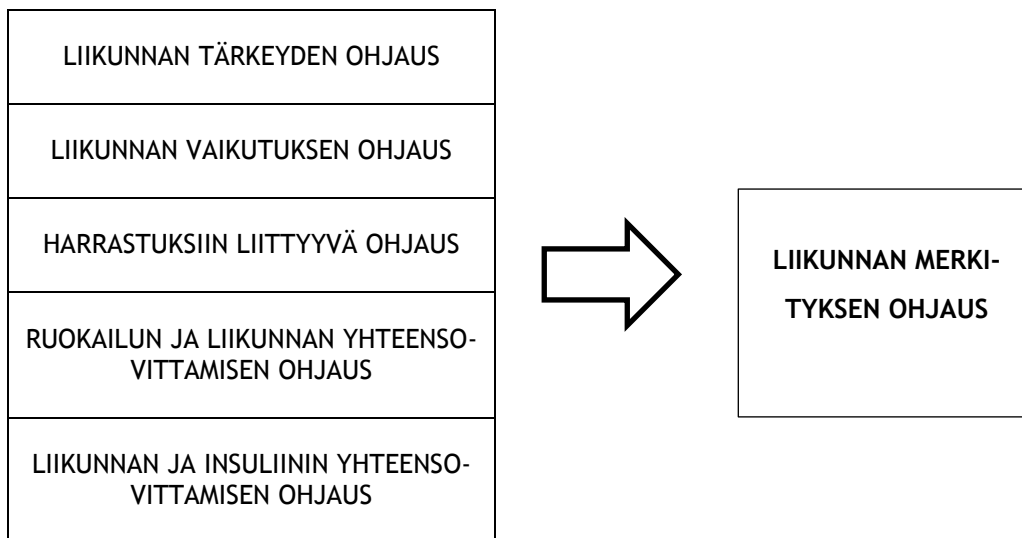 LIIKUNNAN TÄRKEYDEN OHJAUS
LIIKUNNAN VAIKUTUKSEN OHJAUS
HARRASTUKSIIN LIITTYYVÄ OHJAUS
RUOKAILUN JA LIIKUNNAN YHTEENSO-
VITTAMISEN OHJAUS
LIIKUNNAN JA INSULIININ YHTEENSO-
VITTAMISEN OHJAUS
LIIKUNNAN MERKI-
TYKSEN OHJAUS